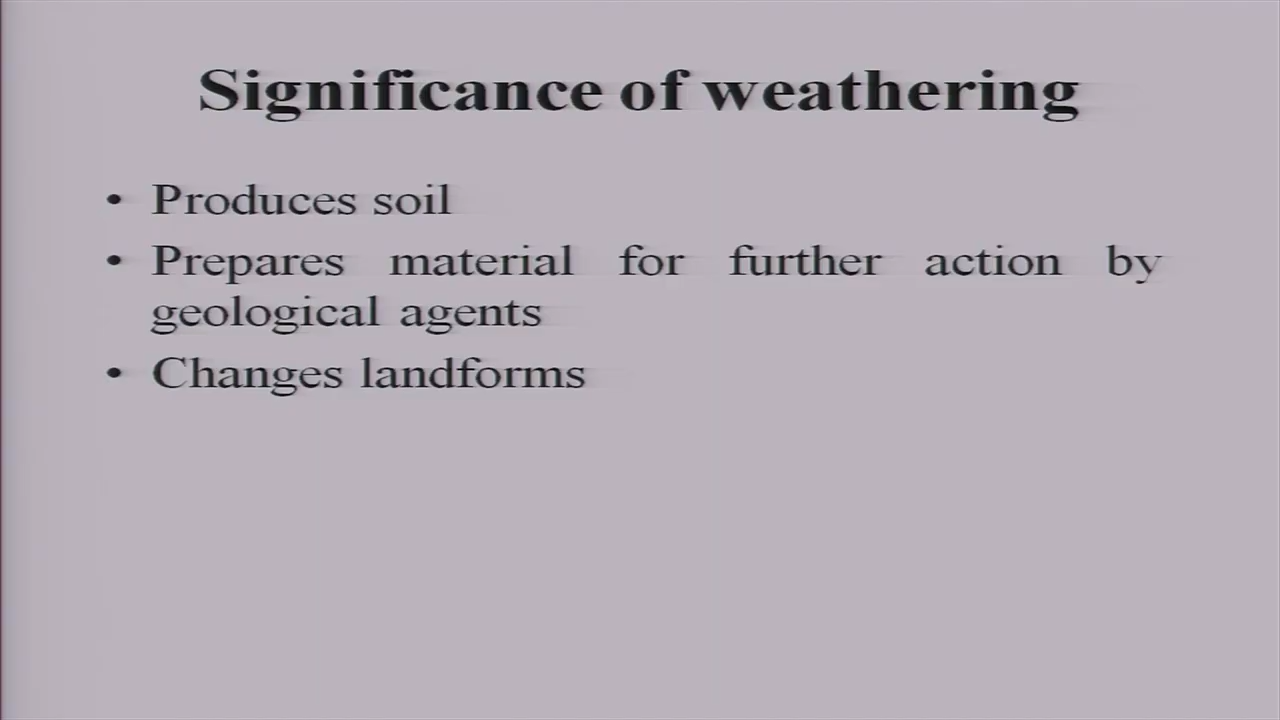 Significance of weathering
• Produces soil
• Prepares material for further action by
geological agents
• Changes landforms